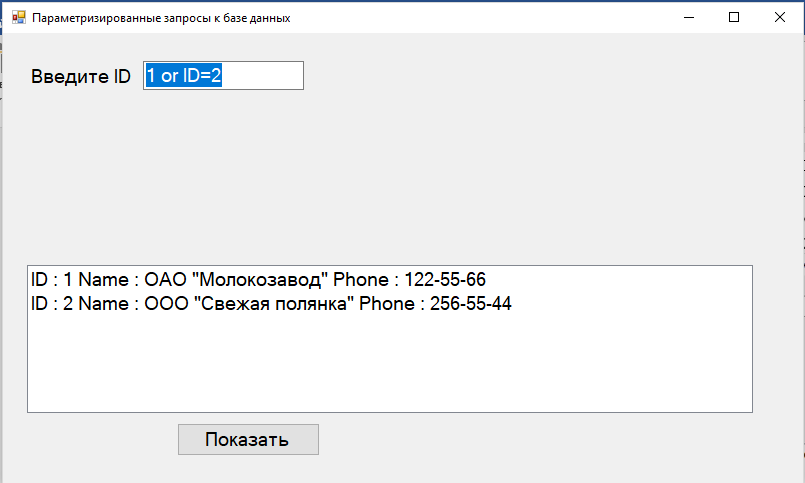 Параметризированные запросы к базе данных
Введите ID 1 or ID=2
ID : 1 Name : ОАО "Молокозавод" Phone : 122-55-66
ID : 2 Name : ООО "Свежая полянка" Phone : 256-55-44
Показать